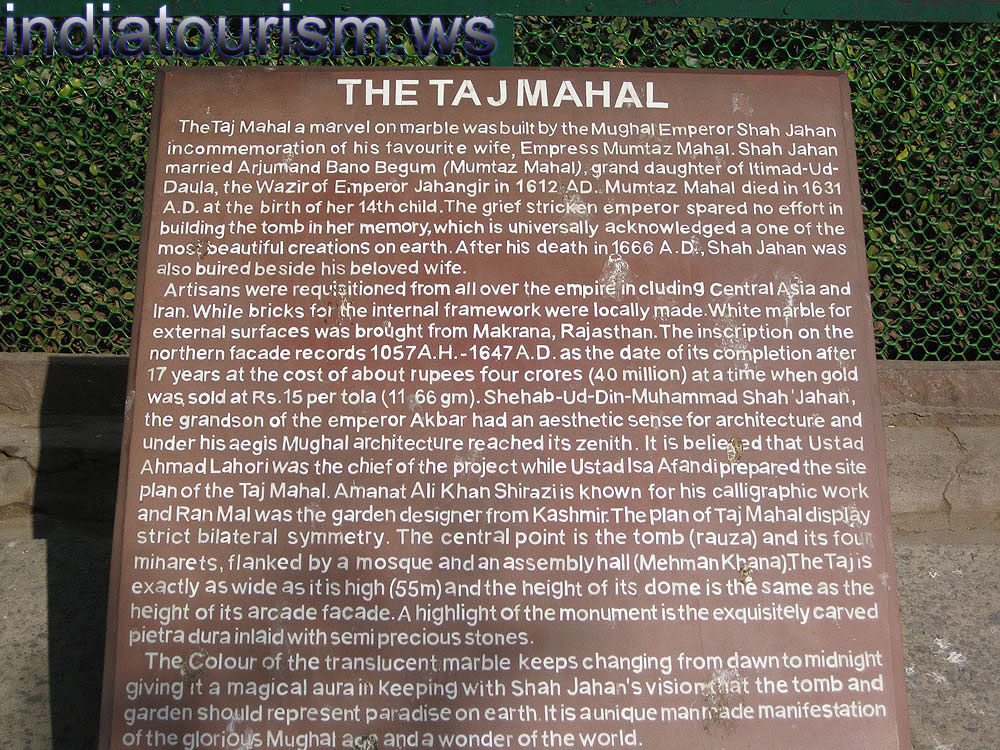 indiatourism.ws
THE TAJ MAHAL
The Taj Mahal a marvel on marble was built by the Mughal Emperor Shah Jahan
incommemoration of his favourite wife, Empress Mumtaz Mahal. Shah Jahan
married Arjumand Bano Begum (Mumtaz Mahal), grand daughter of Itimad-Ud-
Daula, the Wazir of Emperor Jahangir in 1612 AD. Mumtaz Mahal died in 1631
A.D. at the birth of her 14th child. The grief stricken emperor spared no effort in
building the tomb in her memory, which is universally acknowledged a one of the
most beautiful creations on earth. After his death in 1666 A.D., Shah Jahan was
also buired beside his beloved wife.
Artisans were requisitioned from all over the empire in cluding Central Asia and
Iran. While bricks for the internal framework were locally made. White marble for
external surfaces was brought from Makrana, Rajasthan. The inscription on the
northern facade records 1057 A.H.-1647 A.D. as the date of its completion after
17 years at the cost of about rupees four crores (40 million) at a time when gold
was sold at Rs. 15 per tola (11.66 gm). Shehab-Ud-Din-Muhammad Shah Jahan,
the grandson of the emperor Akbar had an aesthetic sense for architecture and
under his aegis Mughal architecture reached its zenith. It is believed that Ustad
Ahmad Lahori was the chief of the project while Ustad Isa Afandi prepared the site
plan of the Taj Mahal. Amanat Ali Khan Shirazi is known for his calligraphic work
and Ran Mal was the garden designer from Kashmir. The plan of Taj Mahal display
strict bilateral symmetry. The central point is the tomb (rauza) and its four
minarets, flanked by a mosque and an assembly hall (Mehman Khana). The Taj is
exactly as wide as it is high (55m) and the height of its dome is the same as the
height of its arcade facade. A highlight of the monument is the exquisitely carved
pietra dura inlaid with semi precious stones.
The Colour of the translucent marble keeps changing from dawn to midnight
giving it a magical aura in keeping with Shah Jahan's vision that the tomb and
garden should represent paradise on earth. It is a unique man made manifestation
of the glorious Mughal age and a wonder of the world.